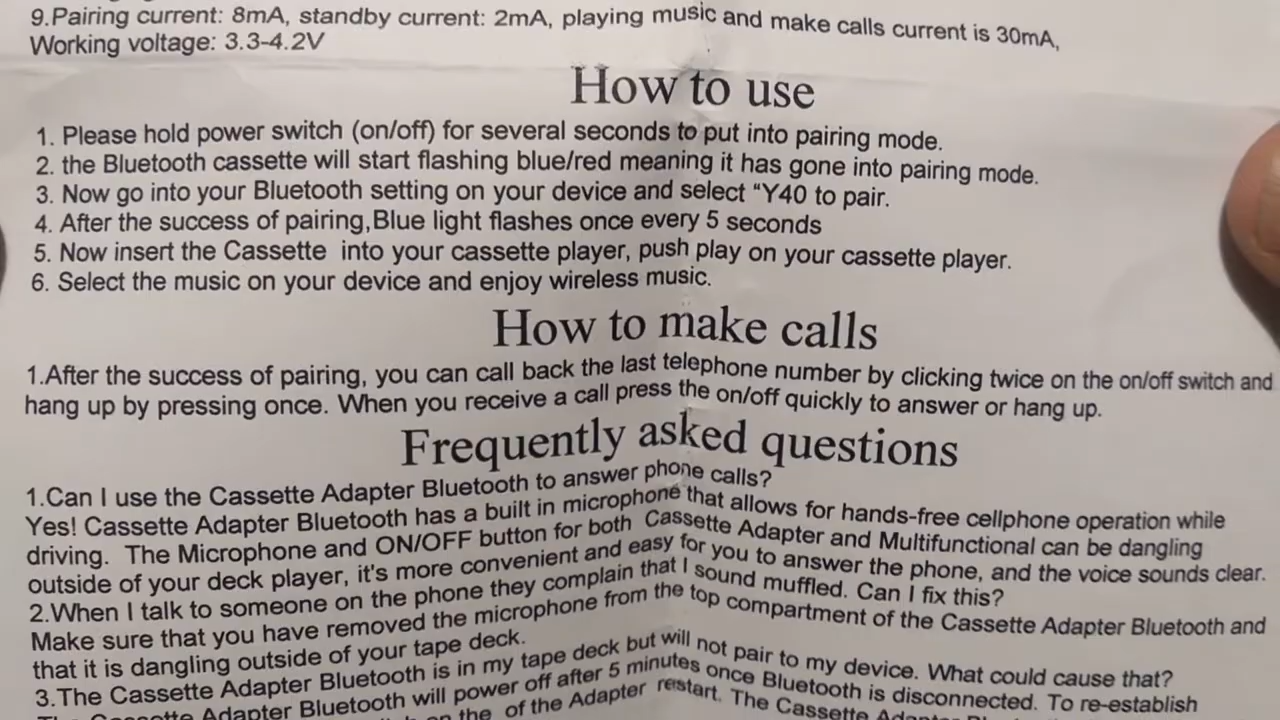 9.Pairing current: 8mA, standby current: 2mA, playing music and make calls current is 30mA,
Working voltage: 3.3-4.2V
How to use
1. Please hold power switch (on/off) for several seconds to put into pairing mode.
2. the Bluetooth cassette will start flashing blue/red meaning it has gone into pairing mode.
3. Now go into your Bluetooth setting on your device and select “Y40 to pair.
4. After the success of pairing,Blue light flashes once every 5 seconds
5. Now insert the Cassette into your cassette player, push play on your cassette player.
6. Select the music on your device and enjoy wireless music.
How to make calls
1.After the success of pairing, you can call back the last telephone number by clicking twice on the on/off switch and
hang up by pressing once. When you receive a call press the on/off quickly to answer or hang up.
Frequently asked questions
1.Can I use the Cassette Adapter Bluetooth to answer phone calls?
Yes! Cassette Adapter Bluetooth has a built in microphone that allows for hands-free cellphone operation while
driving. The Microphone and ON/OFF button for both Cassette Adapter and Multifunctional can be dangling
outside of your deck player, it's more convenient and easy for you to answer the phone, and the voice sounds clear.
2.When I talk to someone on the phone they complain that I sound muffled. Can I fix this?
Make sure that you have removed the microphone from the top compartment of the Cassette Adapter Bluetooth and
that it is dangling outside of your tape deck.
3.The Cassette Adapter Bluetooth is in my tape deck but will not pair to my device. What could cause that?
The Cassette Adapter Bluetooth will power off after 5 minutes once Bluetooth is disconnected. To re-establish
on the of the Adapter restart. The Cassette